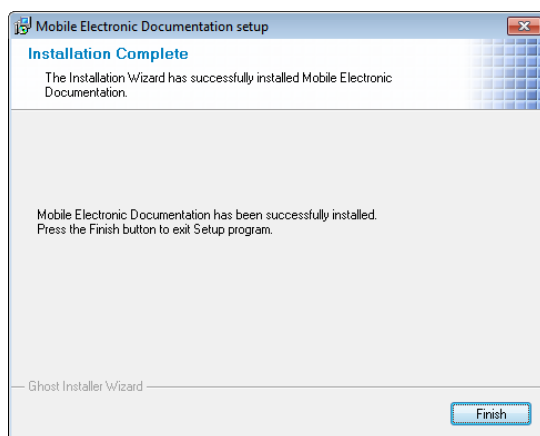 Mobile Electronic Documentation setup
Installation Complete
The Installation Wizard has successfully installed Mobile Electronic
Documentation.
Mobile Electronic Documentation has been successfully installed.
Press the Finish button to exit Setup program.
Ghost Installer Wizard
Finish